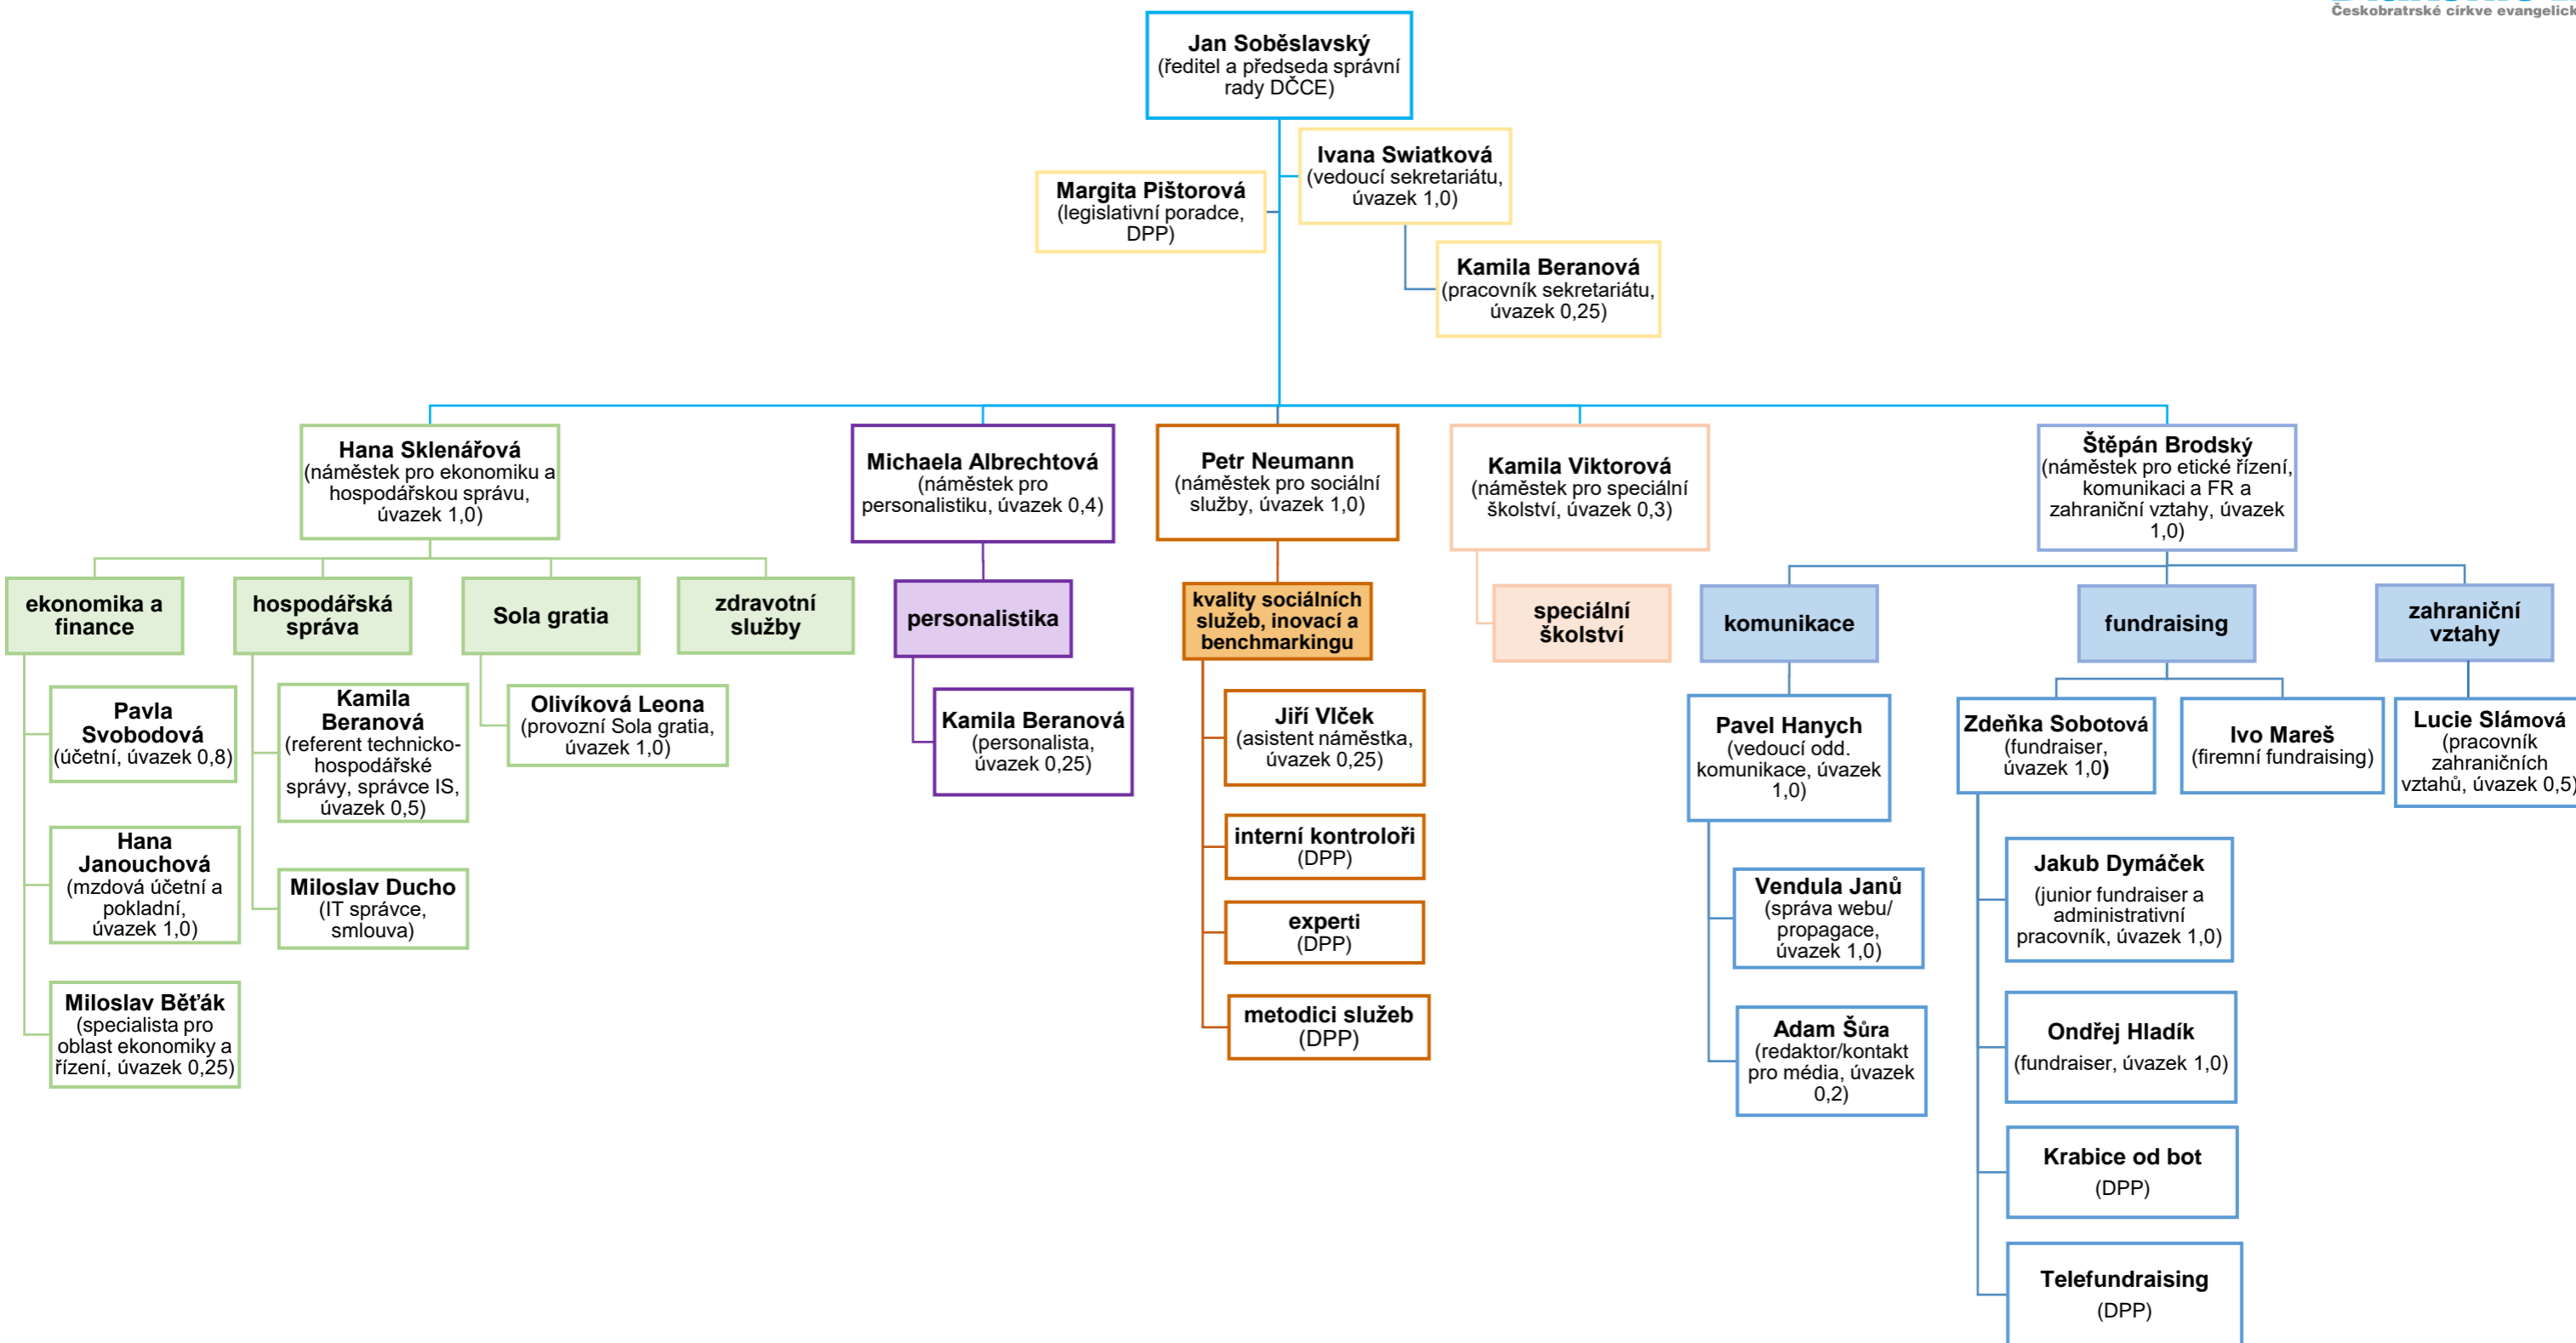 Českobratrské církve
Jan Soběslavský
(ředitel a předseda správní
rady DČCE)
Ivana Swiatková
(vedoucí sekretariátu,
úvazek 1,0)
Margita Pištorová
(legislativní poradce,
DPP)
Kamila Beranová
(pracovník sekretariátu,
úvazek 0,25)
Hana Sklenářová
(náměstek pro ekonomiku a
hospodářskou správu,
úvazek 1,0)
Michaela Albrechtová
(náměstek pro
personalistiku, úvazek 0,4)
Petr Neumann
(náměstek pro sociální
služby, úvazek 1,0)
Kamila Viktorová
(náměstek pro speciální
školství, úvazek 0,3)
Štěpán Brodský
(náměstek pro etické řízení,
komunikaci a FR a
zahraniční vztahy, úvazek
1,0)
ekonomika a
finance
hospodářská
správa
Sola gratia
zdravotní
služby
personalistika
kvality sociálních
služeb, inovací a
benchmarkingu
speciální
školství
komunikace
fundraising
zahraniční
vztahy
Pavla
Svobodová
(účetní, úvazek 0,8)
Hana
Janouchová
(mzdová účetní a
pokladní,
úvazek 1,0)
Miloslav Běťák
(specialista pro
oblast ekonomiky a
řízení, úvazek 0,25)
Kamila
Beranová
(referent technicko-
hospodářské
správy, správce IS,
úvazek 0,5)
Miloslav Ducho
(IT správce,
smlouva)
Olivíková Leona
(provozní Sola gratia,
úvazek 1,0)
Kamila Beranová
(personalista,
úvazek 0,25)
Jiří Vlček
(asistent náměstka,
úvazek 0,25)
interní kontroloři
(DPP)
experti
(DPP)
metodici služeb
(DPP)
Pavel Hanych
(vedoucí odd.
komunikace, úvazek
1,0)
Vendula Janů
(správa webu/
propagace,
úvazek 1,0)
Adam Šůra
(redaktor/kontakt
pro média, úvazek
0,2)
Zdeňka Sobotová
(fundraiser,
úvazek 1,0)
Ivo Mareš
(firemní fundraising)
Jakub Dymáček
(junior fundraiser a
administrativní
pracovník, úvazek 1,0)
Ondřej Hladík
(fundraiser, úvazek 1,0)
Krabice od bot
(DPP)
Telefundraising
(DPP)
Lucie Slámová
(pracovník
zahraničních
vztahů, úvazek 0,5)